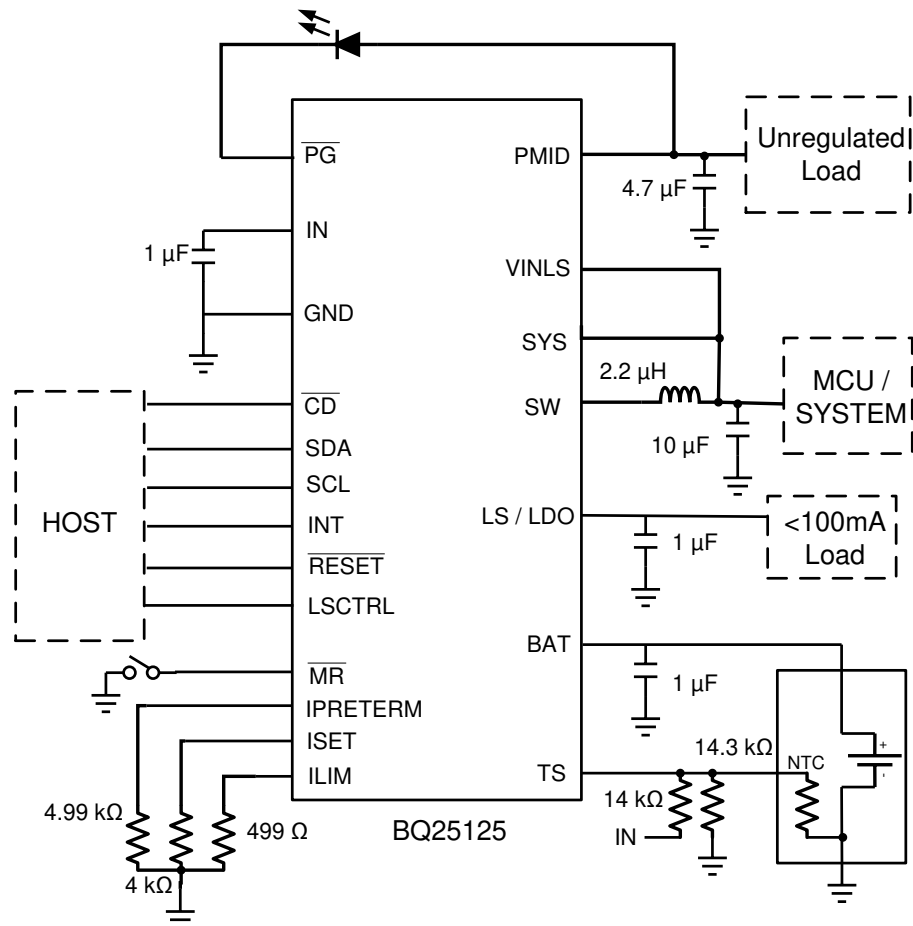 PG
PMID
Unregulated
Load
4.7 µF
IN
1 µF
VINLS
GND
SYS
2.2 µH
MCU /
SYSTEM
CD
SW
10 µF
SDA
SCL
HOST
INT
LS / LDO
<100mA
Load
1 µF
RESET
LSCTRL
BAT
MR
1 µF
IPRETERM
ISET
14.3 kΩ
NTC
+
-
ILIM
TS
4.99 kΩ
499 Ω
14 kΩ
IN
BQ25125
4 kΩ